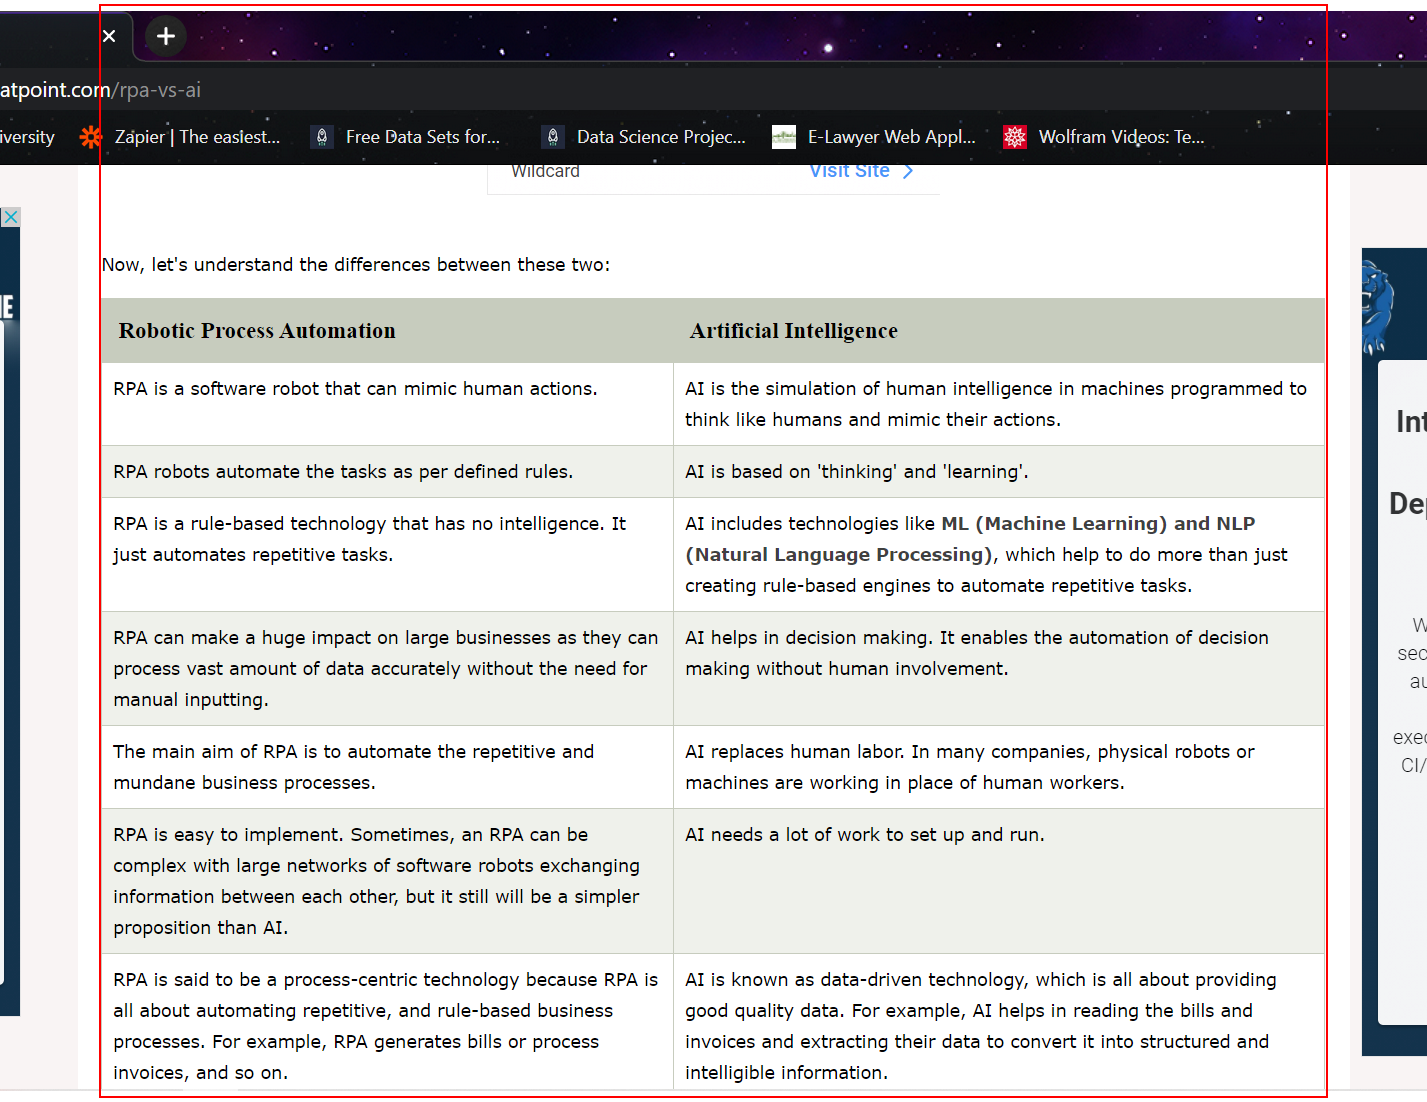 atpoint.com/rpa-vs-ai
iversity
Zapier | The easiest...
Free Data Sets for...
Data Science Projec...
E-Lawyer Web Appl...
Wolfram Videos: Te...
Wildcard
Visit Site
Now, let's understand the differences between these two:
Robotic Process Automation
Artificial Intelligence
RPA is a software robot that can mimic human actions.
AI is the simulation of human intelligence in machines programmed to
think like humans and mimic their actions.
RPA robots automate the tasks as per defined rules.
AI is based on 'thinking' and 'learning'.
RPA is a rule-based technology that has no intelligence. It
just automates repetitive tasks.
AI includes technologies like ML (Machine Learning) and NLP
(Natural Language Processing), which help to do more than just
creating rule-based engines to automate repetitive tasks.
RPA can make a huge impact on large businesses as they can
process vast amount of data accurately without the need for
manual inputting.
AI helps in decision making. It enables the automation of decision
making without human involvement.
The main aim of RPA is to automate the repetitive and
mundane business processes.
AI replaces human labor. In many companies, physical robots or
machines are working in place of human workers.
RPA is easy to implement. Sometimes, an RPA can be
complex with large networks of software robots exchanging
information between each other, but it still will be a simpler
proposition than AI.
AI needs a lot of work to set up and run.
RPA is said to be a process-centric technology because RPA is
all about automating repetitive, and rule-based business
processes. For example, RPA generates bills or process
invoices, and so on.
AI is known as data-driven technology, which is all about providing
good quality data. For example, AI helps in reading the bills and
invoices and extracting their data to convert it into structured and
intelligible information.
IE
Int
Dep
W
sec
au
exec
CI/